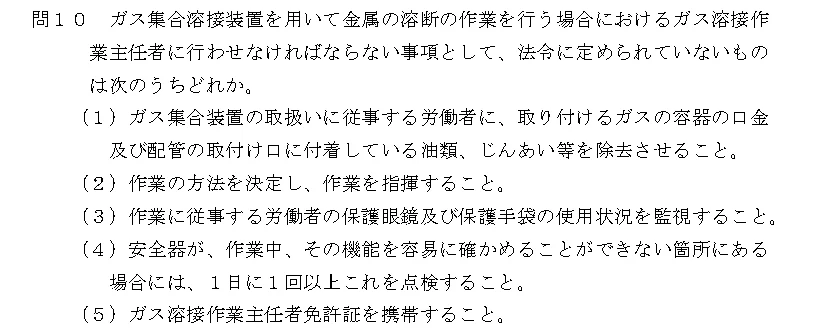 問１０　ガス集合溶接装置を用いて金属の溶断の作業を行う場合におけるガス溶接作
業主任者に行わせなければならない事項として、法令に定められていないもの
は次のうちどれか。
（１）ガス集合装置の取扱いに従事する労働者に、取り付けるガスの容器の口金
及び配管の取付け口に付着している油類、じんあい等を除去させること。
（２）作業の方法を決定し、作業を指揮すること。
（３）作業に従事する労働者の保護眼鏡及び保護手袋の使用状況を監視すること。
（４）安全器が、作業中、その機能を容易に確かめることができない箇所にある
場合には、１日に１回以上これを点検すること。
（５）ガス溶接作業主任者免許証を携帯すること。